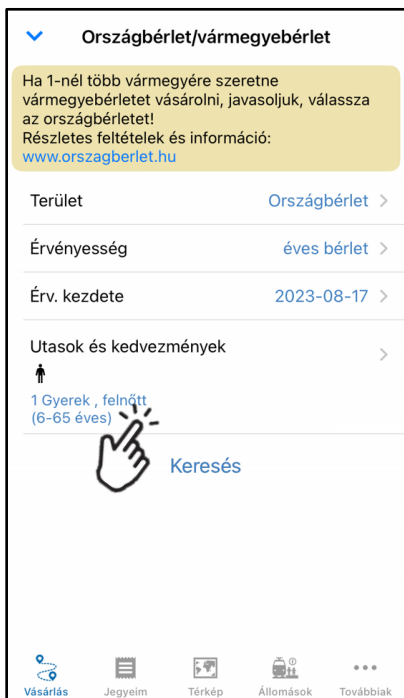 Országbérlet/vármegyebérlet
Ha 1-nél több vármegyére szeretne
vármegyebérletet vásárolni, javasoljuk, válassza
az országbérletet!
Részletes feltételek és információ:
www.orszagberlet.hu
Terület Országbérlet >
Érvényesség éves bérlet >
Érv. kezdete 2023-08-17 >
Utasok és kedvezmények >
1 Gyerek , felnőtt
(6-65 éves)
Keresés
Vásárlás Jegyeim Térkép Állomások Továbbiak